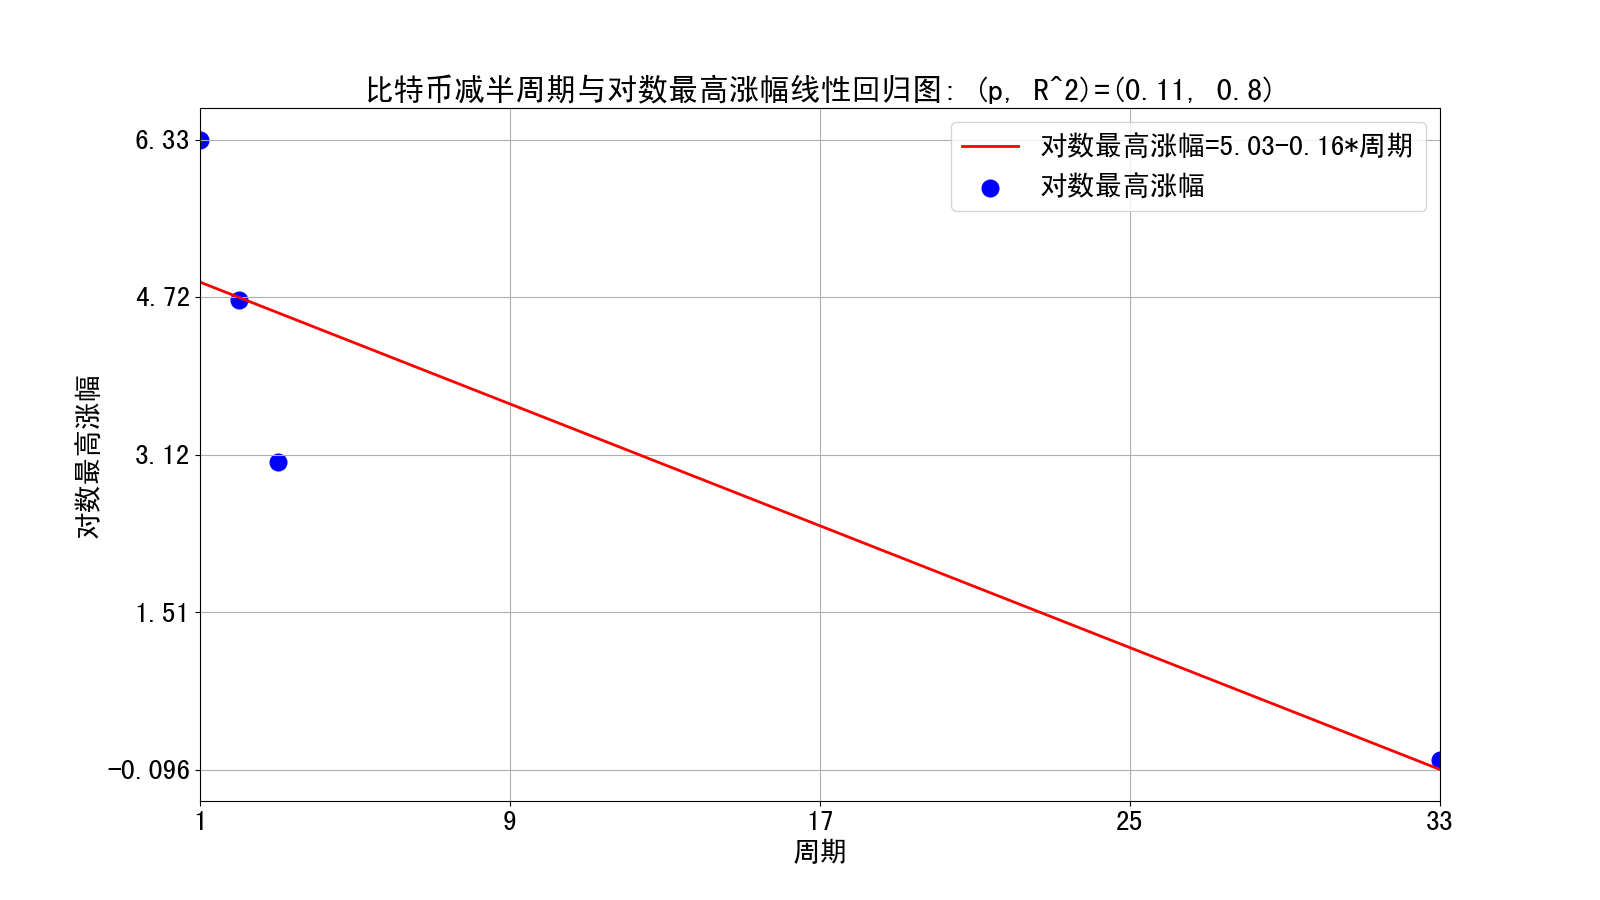 比特币减半周期与对数最高涨幅线性回归图: (p, R^2)=(0.11, 0.8)
对数最高涨幅=5.03-0.16*周期
对数最高涨幅
6.33
4.72
3.12
1.51
-0.096
对数最高涨幅
1 9 17 25 33
周期